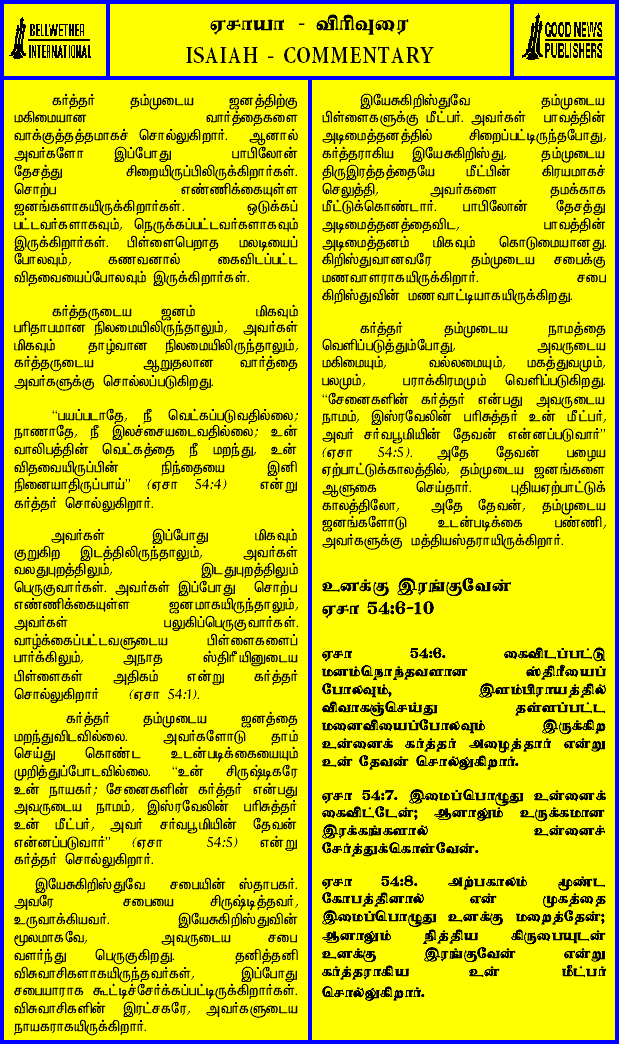 BELLWETHER
INTERNATIONAL
ஏசாயா - விரிவுரை
ISAIAH - COMMENTARY
GOOD NEWS
PUBLISHERS
கர்த்தர் தம்முடைய ஜனத்திற்கு
மகிமையான வார்த்தைகளை
வாக்குத்தத்தமாகச் சொல்லுகிறார். ஆனால்
அவர்களோ இப்போது பாபிலோன்
தேசத்து சிறையிருப்பிலிருக்கிறார்கள்.
சொற்ப எண்ணிக்கையுள்ள
ஜனங்களாகயிருக்கிறார்கள். ஒடுக்கப்
பட்டவர்களாகவும், நெருக்கப்பட்டவர்களாகவும்
இருக்கிறார்கள். பிள்ளைபெறாத மலடியைப்
போலவும், கணவனால் கைவிடப்பட்ட
விதவையைப்போலவும் இருக்கிறார்கள்.
கர்த்தருடைய ஜனம் மிகவும்
பரிதாபமான நிலமையிலிருந்தாலும், அவர்கள்
மிகவும் தாழ்வான நிலமையிலிருந்தாலும்,
கர்த்தருடைய ஆறுதலான வார்த்தை
அவர்களுக்கு சொல்லப்படுகிறது.
“பயப்படாதே, நீ வெட்கப்படுவதில்லை;
நாணாதே, நீ இலச்சையடைவதில்லை; உன்
வாலிபத்தின் வெட்கத்தை நீ மறந்து, உன்
விதவையிருப்பின் நிந்தையை இனி
நினையாதிருப்பாய்” (ஏசா 54:4) என்று
கர்த்தர் சொல்லுகிறார்.
அவர்கள் இப்போது மிகவும்
குறுகிற இடத்திலிருந்தாலும், அவர்கள்
வலதுபுறத்திலும், இடதுபுறத்திலும்
பெருகுவார்கள். அவர்கள் இப்போது சொற்ப
எண்ணிக்கையுள்ள ஜனமாகயிருந்தாலும்,
அவர்கள் பலுகிப்பெருகுவார்கள்.
வாழ்க்கைப்பட்டவளுடைய பிள்ளைகளைப்
பார்க்கிலும், அநாத ஸ்திரீயினுடைய
பிள்ளைகள் அதிகம் என்று கர்த்தர்
சொல்லுகிறார் (ஏசா 54:1).
கர்த்தர் தம்முடைய ஜனத்தை
மறந்துவிடவில்லை. அவர்களோடு தாம்
செய்து கொண்ட உடன்படிக்கையையும்
முறித்துப்போடவில்லை. “உன் சிருஷ்டிகரே
உன் நாயகர்; சேனைகளின் கர்த்தர் என்பது
அவருடைய நாமம், இஸ்ரவேலின் பரிசுத்தர்
உன் மீட்பர், அவர் சர்வபூமியின் தேவன்
என்னப்படுவார்” (ஏசா 54:5) என்று
கர்த்தர் சொல்லுகிறார்.
இயேசுகிறிஸ்துவே சபையின் ஸ்தாபகர்.
அவரே சபையை சிருஷ்டித்தவர்,
உருவாக்கியவர். இயேசுகிறிஸ்துவின்
மூலமாகவே, அவருடைய சபை
வளர்ந்து பெருகுகிறது. தனித்தனி
விசுவாசிகளாகயிருந்தவர்கள், இப்போது
சபையாராக கூட்டிச்சேர்க்கப்பட்டிருக்கிறார்கள்.
விசுவாசிகளின் இரட்சகரே, அவர்களுடைய
நாயகராகயிருக்கிறார்.
இயேசுகிறிஸ்துவே தம்முடைய
பிள்ளைகளுக்கு மீட்பர். அவர்கள் பாவத்தின்
அடிமைத்தனத்தில் சிறைப்பட்டிருந்தபோது,
கர்த்தராகிய இயேசுகிறிஸ்து, தம்முடைய
திருஇரத்தத்தையே மீட்பின் கிரயமாகச்
செலுத்தி, அவர்களை தமக்காக
மீட்டுக்கொண்டார். பாபிலோன் தேசத்து
அடிமைத்தனத்தைவிட, பாவத்தின்
அடிமைத்தனம் மிகவும் கொடுமையானது.
கிறிஸ்துவானவரே தம்முடைய சபைக்கு
மணவாளராகயிருக்கிறார். சபை
கிறிஸ்துவின் மணவாட்டியாகயிருக்கிறது.
கர்த்தர் தம்முடைய நாமத்தை
வெளிப்படுத்தும்போது, அவருடைய
மகிமையும், வல்லமையும், மகத்துவமும்,
பலமும், பராக்கிரமமும் வெளிப்படுகிறது.
“சேனைகளின் கர்த்தர் என்பது அவருடைய
நாமம், இஸ்ரவேலின் பரிசுத்தர் உன் மீட்பர்,
அவர் சர்வபூமியின் தேவன் என்னப்படுவார்”
(ஏசா 54:5). அதே தேவன் பழைய
ஏற்பாட்டுக்காலத்தில், தம்முடைய ஜனங்களை
ஆளுகை செய்தார். புதியஏற்பாட்டுக்
காலத்திலோ, அதே தேவன், தம்முடைய
ஜனங்களோடு உடன்படிக்கை பண்ணி,
அவர்களுக்கு மத்தியஸ்தராயிருக்கிறார்.
உனக்கு இரங்குவேன்
ஏசா 54:6-10
ஏசா 54:6. கைவிடப்பட்டு
மனம்நொந்தவளான ஸ்திரீயைப்
போலவும், இளம்பிராயத்தில்
விவாகஞ்செய்து தள்ளப்பட்ட
மனைவியைப்போலவும் இருக்கிற
உன்னைக் கர்த்தர் அழைத்தார் என்று
உன் தேவன் சொல்லுகிறார்.
ஏசா 54:7. இமைப்பொழுது உன்னைக்
கைவிட்டேன்; ஆனாலும் உருக்கமான
இரக்கங்களால் உன்னைச்
சேர்த்துக்கொள்வேன்.
ஏசா 54:8. அற்பகாலம் மூண்ட
கோபத்தினால் என் முகத்தை
இமைப்பொழுது உனக்கு மறைத்தேன்;
ஆனாலும் நித்திய கிருபையுடன்
உனக்கு இரங்குவேன் என்று
கர்த்தராகிய உன் மீட்பர்
சொல்லுகிறார்.